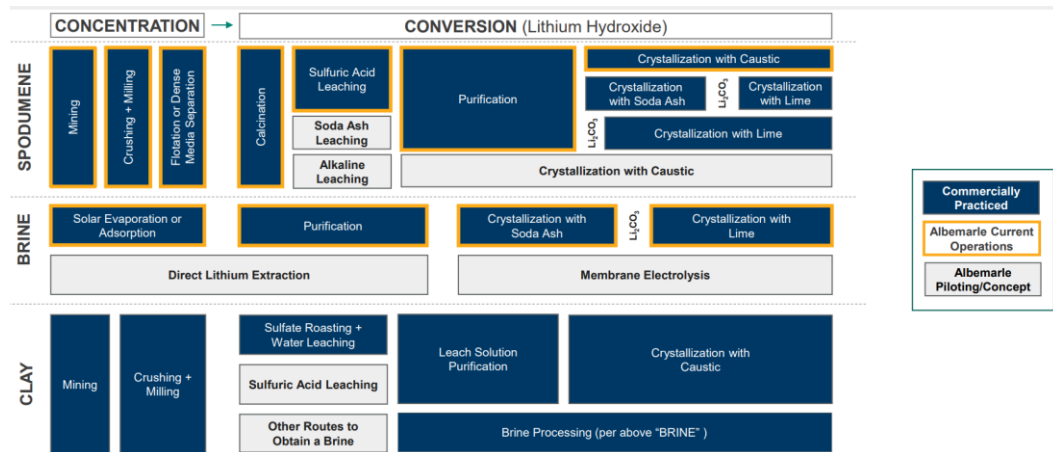 CONCENTRATION → CONVERSION (Lithium Hydroxide)
SPODUMENE
Mining
Crushing + Milling
Flotation or Dense
Media Separation
Calcination
Sulfuric Acid
Leaching
Soda Ash
Leaching
Alkaline
Leaching
Purification
Crystallization with Caustic
Crystallization
with Soda Ash
Li₂CO₃
Crystallization
with Lime
Li₂CO₃
Crystallization with Lime
Crystallization with Caustic
BRINE
Solar Evaporation or
Adsorption
Purification
Crystallization with
Soda Ash
Li₂CO₃
Crystallization with
Lime
Direct Lithium Extraction
Membrane Electrolysis
CLAY
Mining
Crushing +
Milling
Sulfate Roasting +
Water Leaching
Sulfuric Acid Leaching
Other Routes to
Obtain a Brine
Leach Solution
Purification
Crystallization with
Caustic
Brine Processing (per above "BRINE" )
Commercially
Practiced
Albemarle Current
Operations
Albemarle
Piloting/Concept